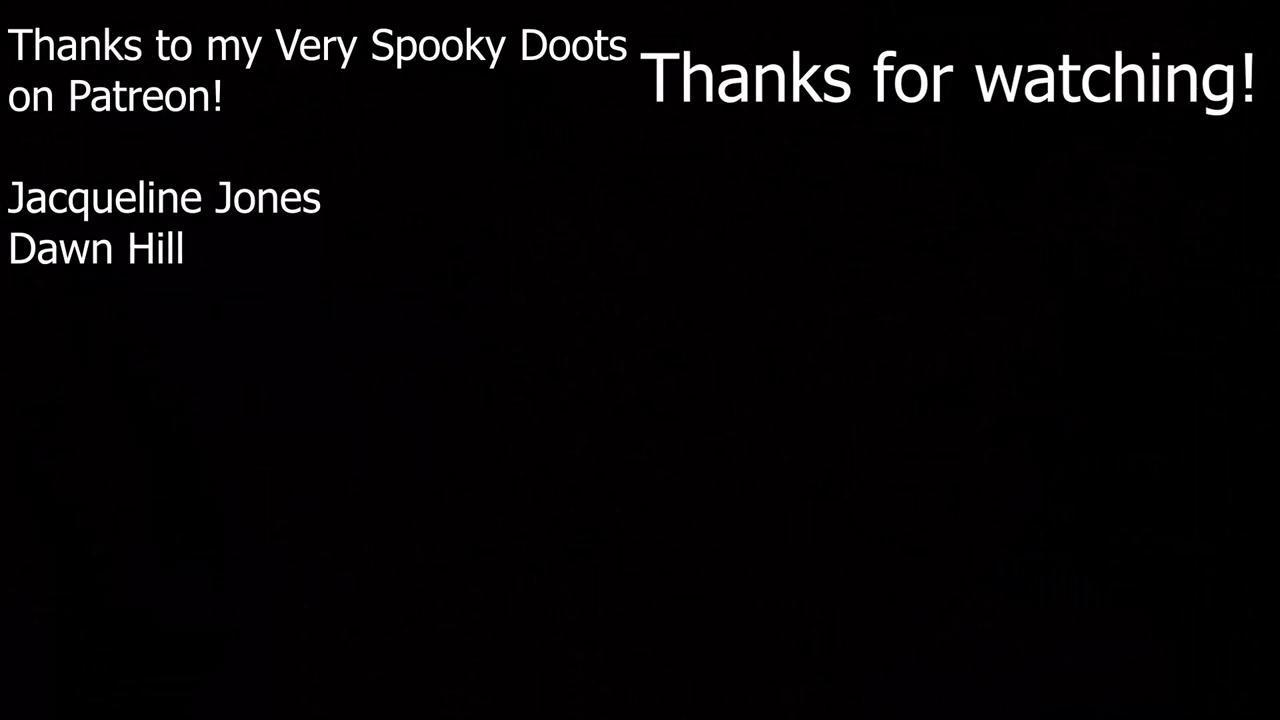 Thanks to my Very Spooky Doots
on Patreon!
Jacqueline Jones
Dawn Hill
Thanks for watching!